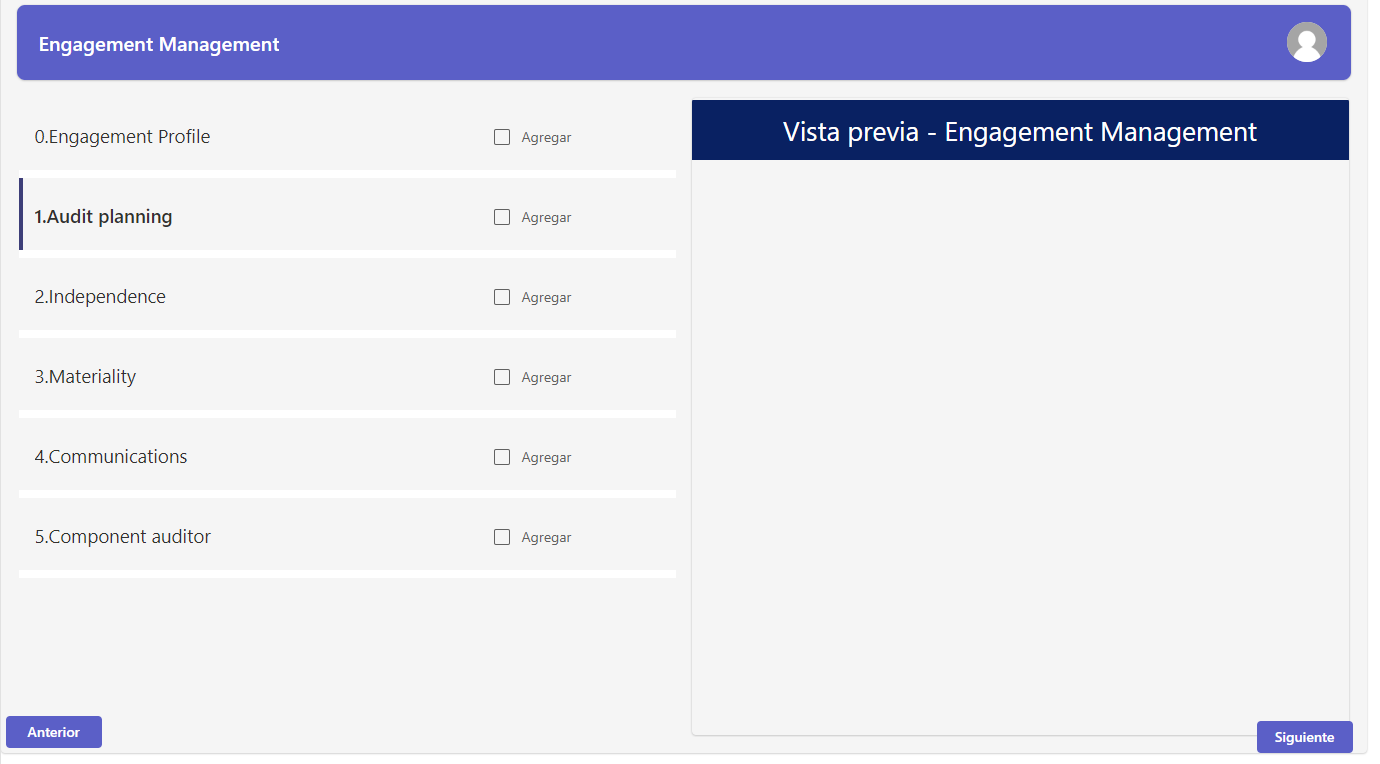 Engagement Management
0.Engagement Profile
Agregar
1.Audit planning
Agregar
2.Independence
Agregar
3.Materiality
Agregar
4.Communications
Agregar
5.Component auditor
Agregar
Vista previa - Engagement Management
Anterior
Siguiente